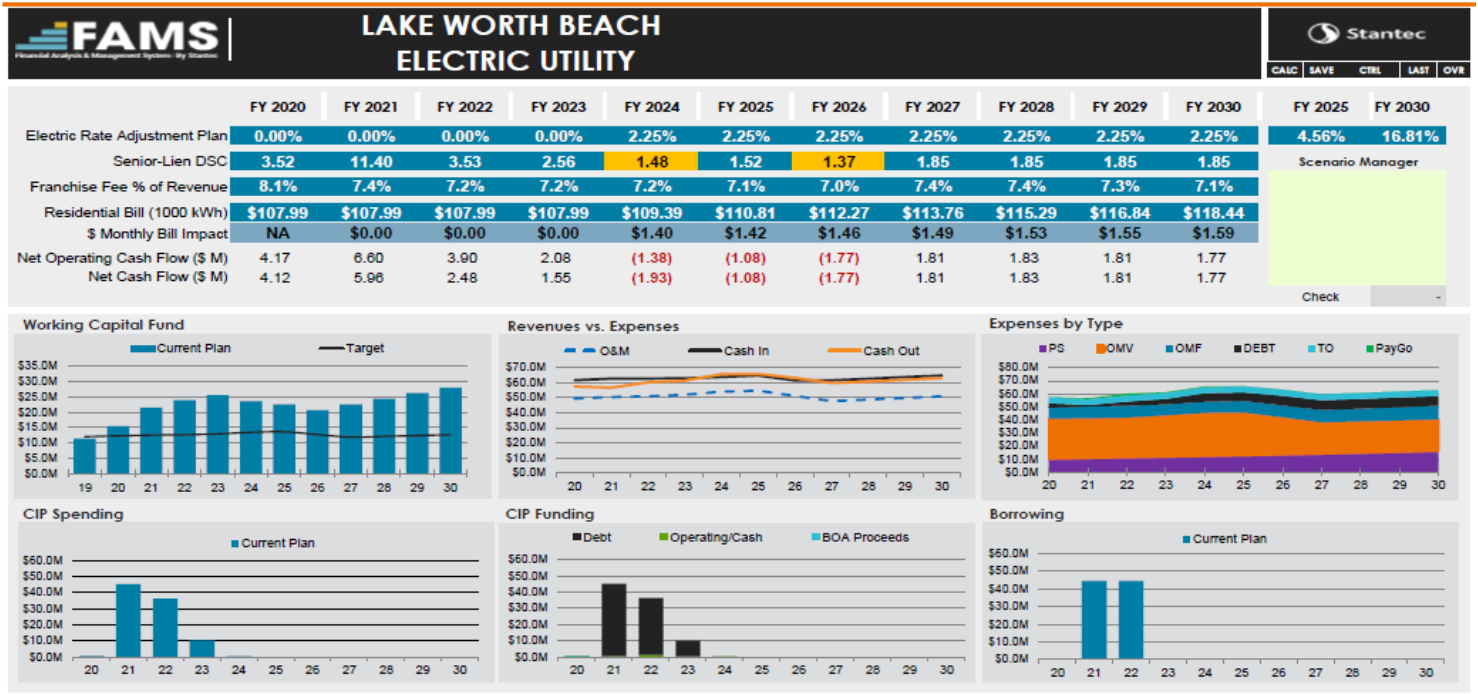 FAMS
Financial Analysis & Management System - By Stantec
LAKE WORTH BEACH
ELECTRIC UTILITY
Stantec
CALC SAVE CTRL LAST OVR
FY 2020 FY 2021 FY 2022 FY 2023 FY 2024 FY 2025 FY 2026 FY 2027 FY 2028 FY 2029 FY 2030 FY 2025 FY 2030
Electric Rate Adjustment Plan 0.00% 0.00% 0.00% 0.00% 2.25% 2.25% 2.25% 2.25% 2.25% 2.25% 2.25% 4.56% 16.81%
Senior-Lien DSC 3.52 11.40 3.53 2.56 1.48 1.52 1.37 1.85 1.85 1.85 1.85
Scenario Manager
Franchise Fee % of Revenue 8.1% 7.4% 7.2% 7.2% 7.2% 7.1% 7.0% 7.4% 7.4% 7.3% 7.1%
Residential Bill (1000 kWh) $107.99 $107.99 $107.99 $107.99 $109.39 $110.81 $112.27 $113.76 $115.29 $116.84 $118.44
$ Monthly Bill Impact NA $0.00 $0.00 $0.00 $1.40 $1.42 $1.46 $1.49 $1.53 $1.55 $1.59
Net Operating Cash Flow ($ M) 4.17 6.60 3.90 2.08 (1.38) (1.08) (1.77) 1.81 1.83 1.81 1.77
Net Cash Flow ($ M) 4.12 5.96 2.48 1.55 (1.93) (1.08) (1.77) 1.81 1.83 1.81 1.77
Check -
Working Capital Fund
Current Plan Target
$35.0M
$30.0M
$25.0M
$20.0M
$15.0M
$10.0M
$5.0M
$0.0M
19 20 21 22 23 24 25 26 27 28 29 30
Revenues vs. Expenses
O&M Cash In Cash Out
$70.0M
$60.0M
$50.0M
$40.0M
$30.0M
$20.0M
$10.0M
$0.0M
20 21 22 23 24 25 26 27 28 29 30
Expenses by Type
PS OMV OMF DEBT TO PayGo
$80.0M
$70.0M
$60.0M
$50.0M
$40.0M
$30.0M
$20.0M
$10.0M
$0.0M
20 21 22 23 24 25 26 27 28 29 30
CIP Spending
Current Plan
$60.0M
$50.0M
$40.0M
$30.0M
$20.0M
$10.0M
$0.0M
20 21 22 23 24 25 26 27 28 29 30
CIP Funding
Debt Operating/Cash BOA Proceeds
$60.0M
$50.0M
$40.0M
$30.0M
$20.0M
$10.0M
$0.0M
20 21 22 23 24 25 26 27 28 29 30
Borrowing
Current Plan
$60.0M
$50.0M
$40.0M
$30.0M
$20.0M
$10.0M
$0.0M
20 21 22 23 24 25 26 27 28 29 30